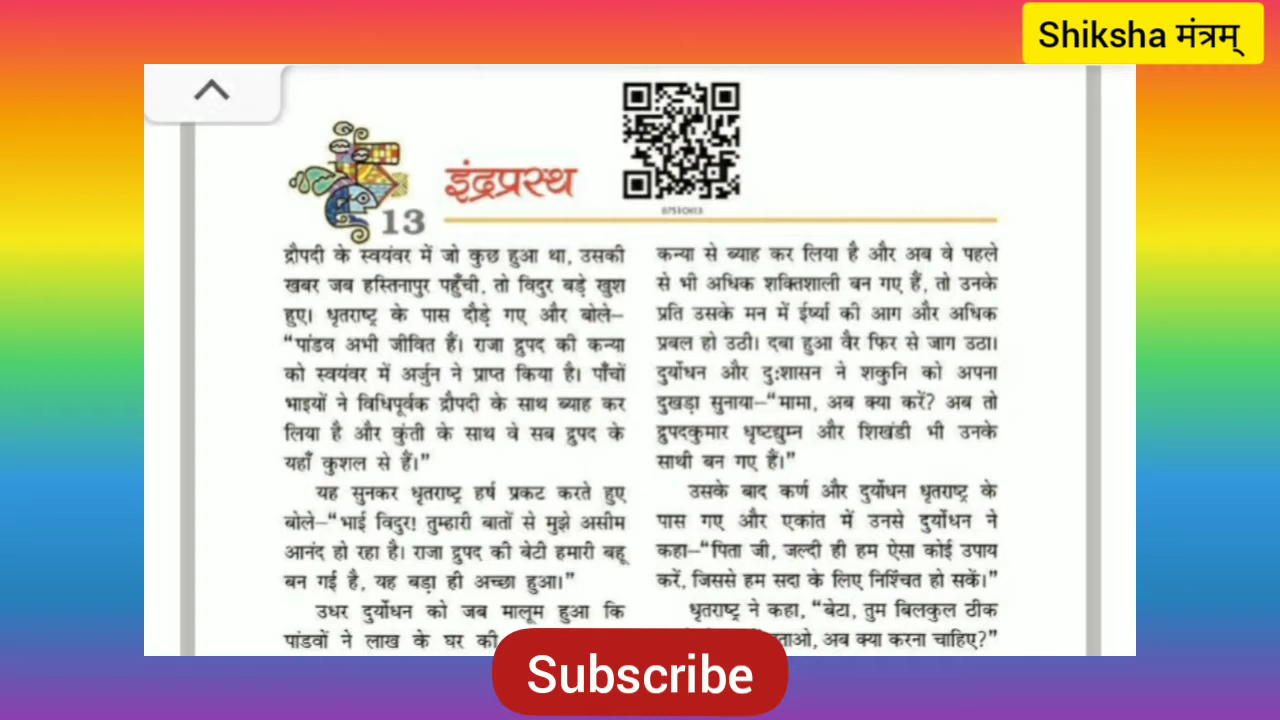 Shiksha मंत्रम्
13
इंद्रप्रस्थ
द्रौपदी के स्वयंवर में जो कुछ हुआ था, उसकी
खबर जब हस्तिनापुर पहुँची, तो विदुर बड़े खुश
हुए। धृतराष्ट्र के पास दौड़े गए और बोले–
“पांडव अभी जीवित हैं। राजा द्रुपद की कन्या
को स्वयंवर में अर्जुन ने प्राप्त किया है। पाँचों
भाइयों ने विधिपूर्वक द्रौपदी के साथ ब्याह कर
लिया है और कुंती के साथ वे सब द्रुपद के
यहाँ कुशल से हैं।”
यह सुनकर धृतराष्ट्र हर्ष प्रकट करते हुए
बोले–“भाई विदुर! तुम्हारी बातों से मुझे असीम
आनंद हो रहा है। राजा द्रुपद की बेटी हमारी बहू
बन गई है, यह बड़ा ही अच्छा हुआ।”
उधर दुर्योधन को जब मालूम हुआ कि
पांडवों ने लाख के घर की
कन्या से ब्याह कर लिया है और अब वे पहले
से भी अधिक शक्तिशाली बन गए हैं, तो उनके
प्रति उसके मन में ईर्ष्या की आग और अधिक
प्रबल हो उठी। दबा हुआ वैर फिर से जाग उठा।
दुर्योधन और दुःशासन ने शकुनि को अपना
दुखड़ा सुनाया–“मामा, अब क्या करें? अब तो
द्रुपदकुमार धृष्टद्युम्न और शिखंडी भी उनके
साथी बन गए हैं।”
उसके बाद कर्ण और दुर्योधन धृतराष्ट्र के
पास गए और एकांत में उनसे दुर्योधन ने
कहा–“पिता जी, जल्दी ही हम ऐसा कोई उपाय
करें, जिससे हम सदा के लिए निश्चिंत हो सकें।”
धृतराष्ट्र ने कहा, “बेटा, तुम बिलकुल ठीक
अब क्या करना चाहिए?”
Subscribe